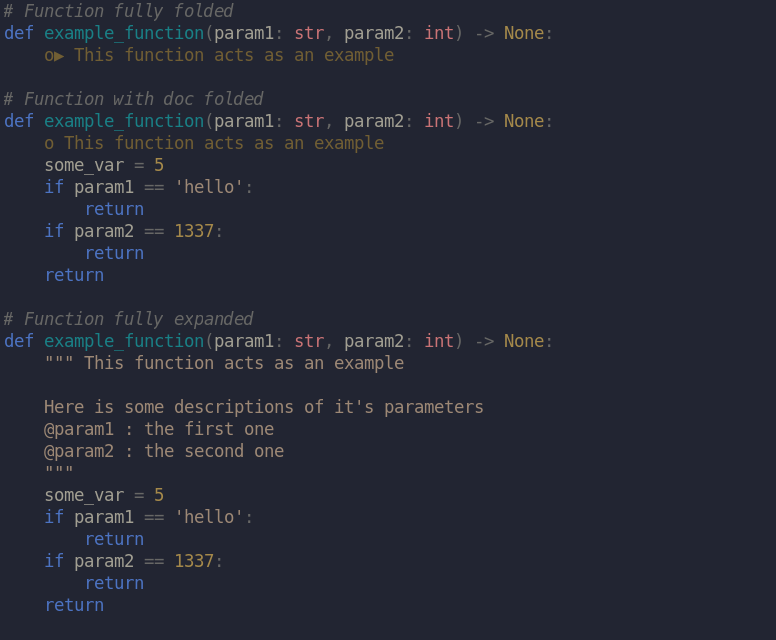 # Function fully folded
def example_function(param1: str, param2: int) -> None:
    o▶ This function acts as an example

# Function with doc folded
def example_function(param1: str, param2: int) -> None:
    o This function acts as an example
    some_var = 5
    if param1 == 'hello':
        return
    if param2 == 1337:
        return
    return

# Function fully expanded
def example_function(param1: str, param2: int) -> None:
    """ This function acts as an example

    Here is some descriptions of it's parameters
    @param1 : the first one
    @param2 : the second one
    """
    some_var = 5
    if param1 == 'hello':
        return
    if param2 == 1337:
        return
    return